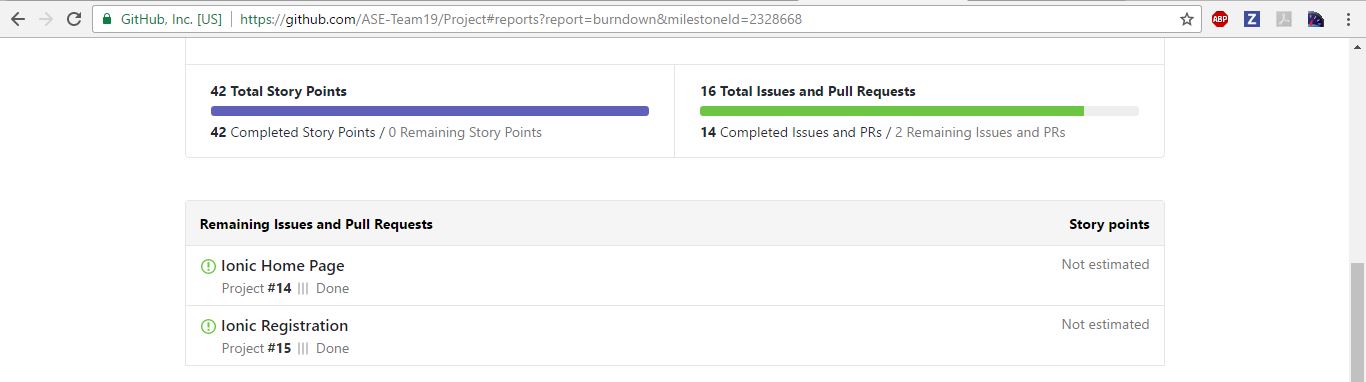 GitHub, Inc. [US] https://github.com/ASE-Team19/Project#reports?report=burndown&milestoneId=2328668
ABP Z
42 Total Story Points
42 Completed Story Points / 0 Remaining Story Points
16 Total Issues and Pull Requests
14 Completed Issues and PRs / 2 Remaining Issues and PRs
Remaining Issues and Pull Requests Story points
Ionic Home Page Not estimated
Project #14 Done
Ionic Registration Not estimated
Project #15 Done